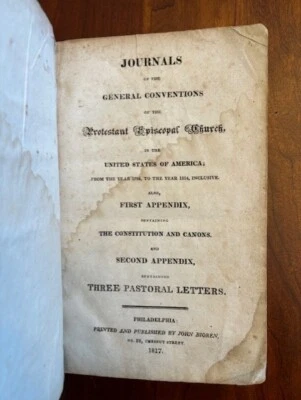 JOURNALS
OF THE
GENERAL CONVENTIONS
OF THE
Protestant Episcopal Church,
IN THE
UNITED STATES OF AMERICA;
FROM THE YEAR TO THE YEAR 1814, INCLUSIVE.
ALSO,
FIRST APPENDIX,
CONTAINING
THE CONSTITUTION AND CANONS.
AND
SECOND APPENDIX,
CONTAINING
THREE PASTORAL LETTERS.
PHILADELPHIA:
PRINTED AND PUBLISHED BY JOHN BIOREN,
NO. CHESNUT-STREET.
1817.